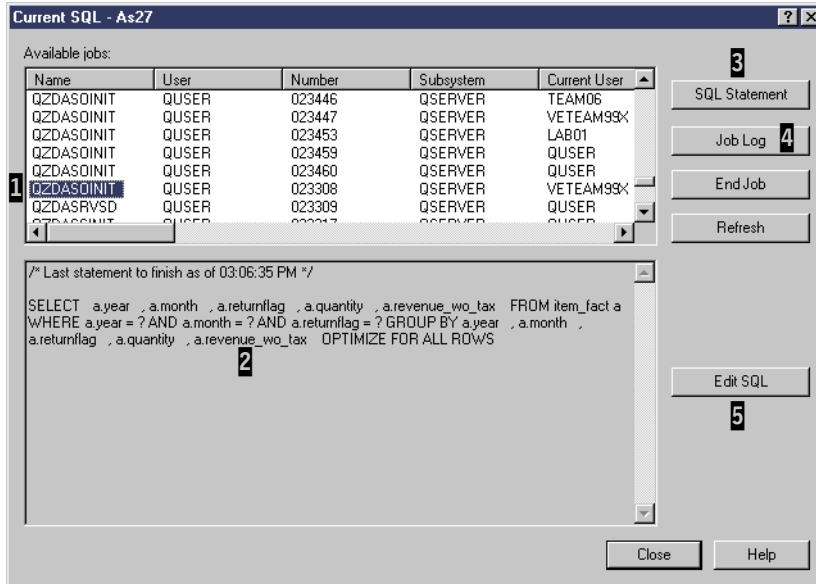 Current SQL - As27
Available jobs:
Name User Number Subsystem Current User
QZDASOINIT QUSER 023446 QSERVER TEAM06
QZDASOINIT QUSER 023447 QSERVER VETEAM99X
QZDASOINIT QUSER 023453 QSERVER LAB01
QZDASOINIT QUSER 023459 QSERVER QUSER
QZDASOINIT QUSER 023460 QSERVER QUSER
1 QZDASOINIT QUSER 023308 QSERVER VETEAM99X
QZDASRVSD QUSER 023309 QSERVER QUSER
3
SQL Statement
Job Log 4
End Job
Refresh
/* Last statement to finish as of 03:06:35 PM */
SELECT a.year , a.month , a.returnflag , a.quantity , a.revenue_wo_tax FROM item_fact a
WHERE a.year = ? AND a.month = ? AND a.returnflag = ? GROUP BY a.year , a.month ,
a.returnflag , a.quantity , a.revenue_wo_tax OPTIMIZE FOR ALL ROWS
2
Edit SQL
5
Close Help